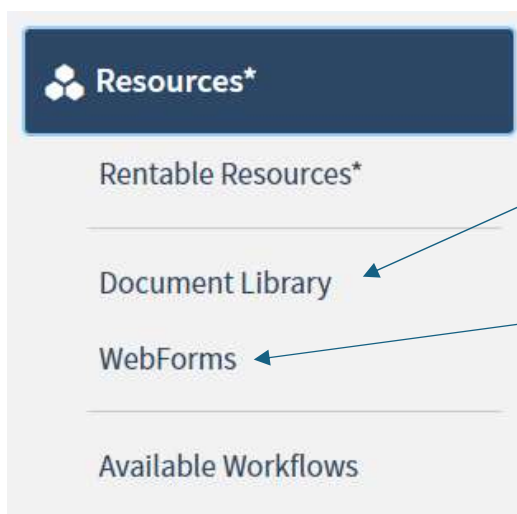 Resources*
Rentable Resources*
Document Library
WebForms
Available Workflows